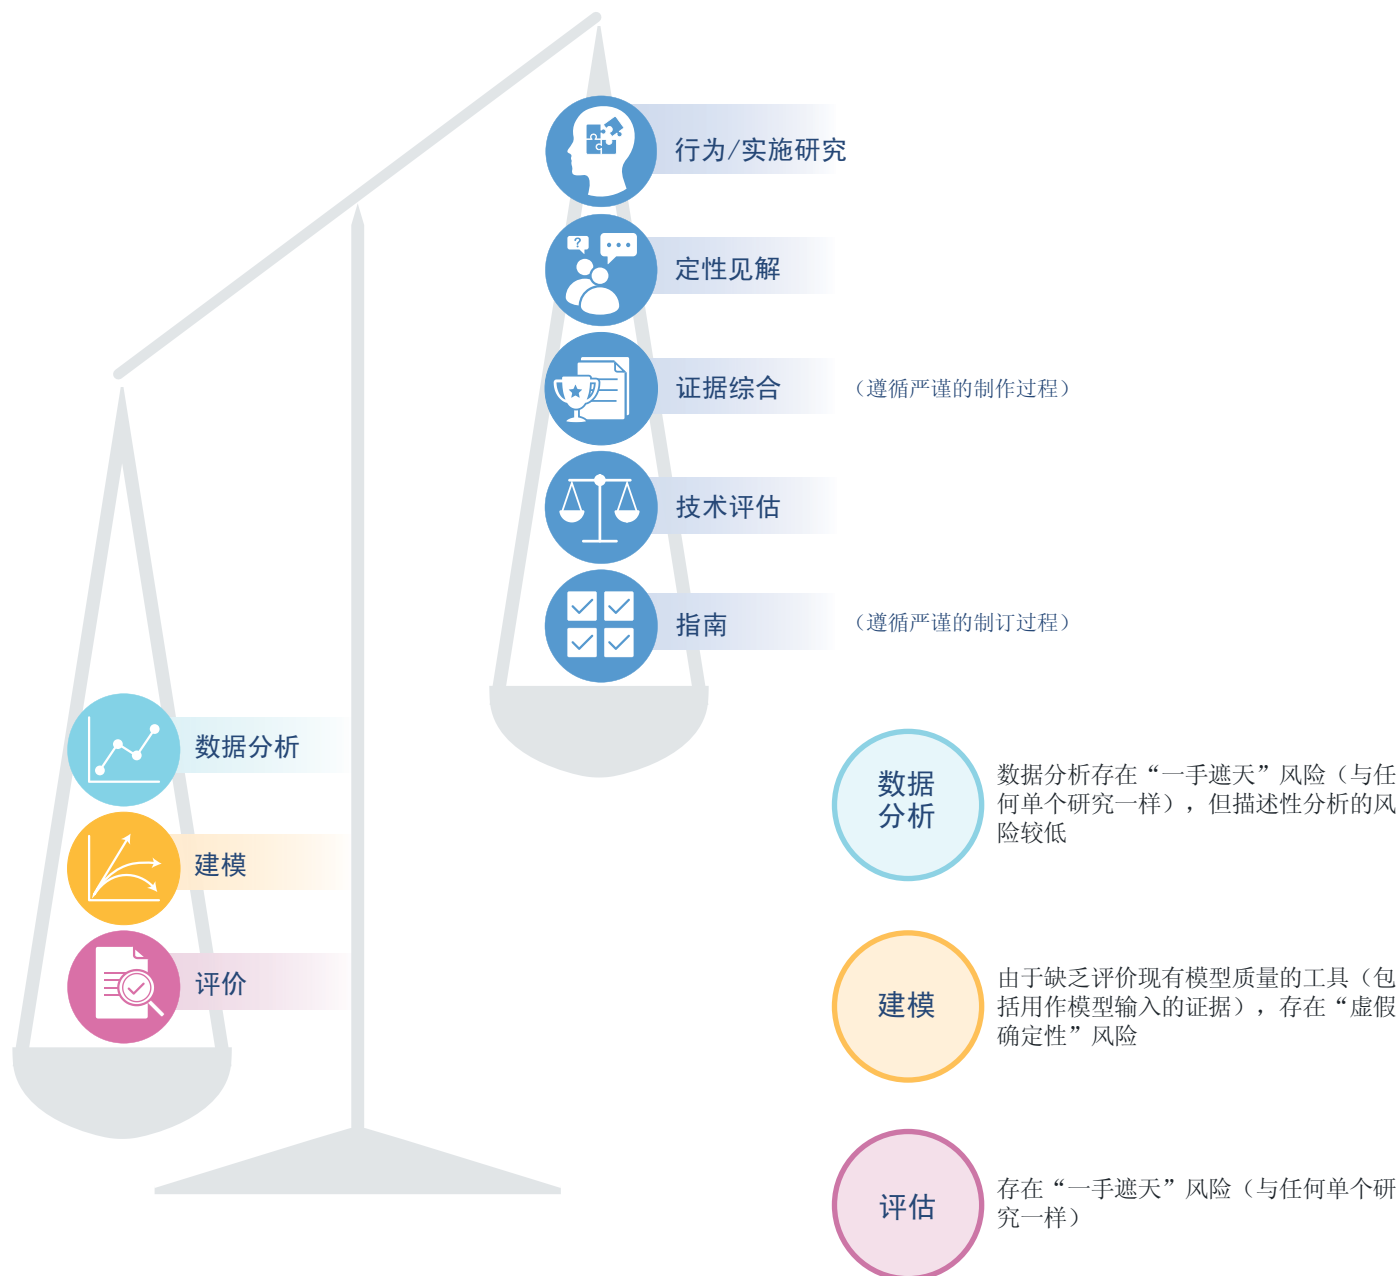 行为/实施研究
?
定性见解
证据综合
（遵循严谨的制作过程）
技术评估
指南
（遵循严谨的制订过程）
数据分析
建模
评价
数据
分析
数据分析存在“一手遮天”风险（与任
何单个研究一样），但描述性分析的风
险较低
建模
由于缺乏评价现有模型质量的工具（包
括用作模型输入的证据），存在“虚假
确定性”风险
评估
存在“一手遮天”风险（与任何单个研
究一样）